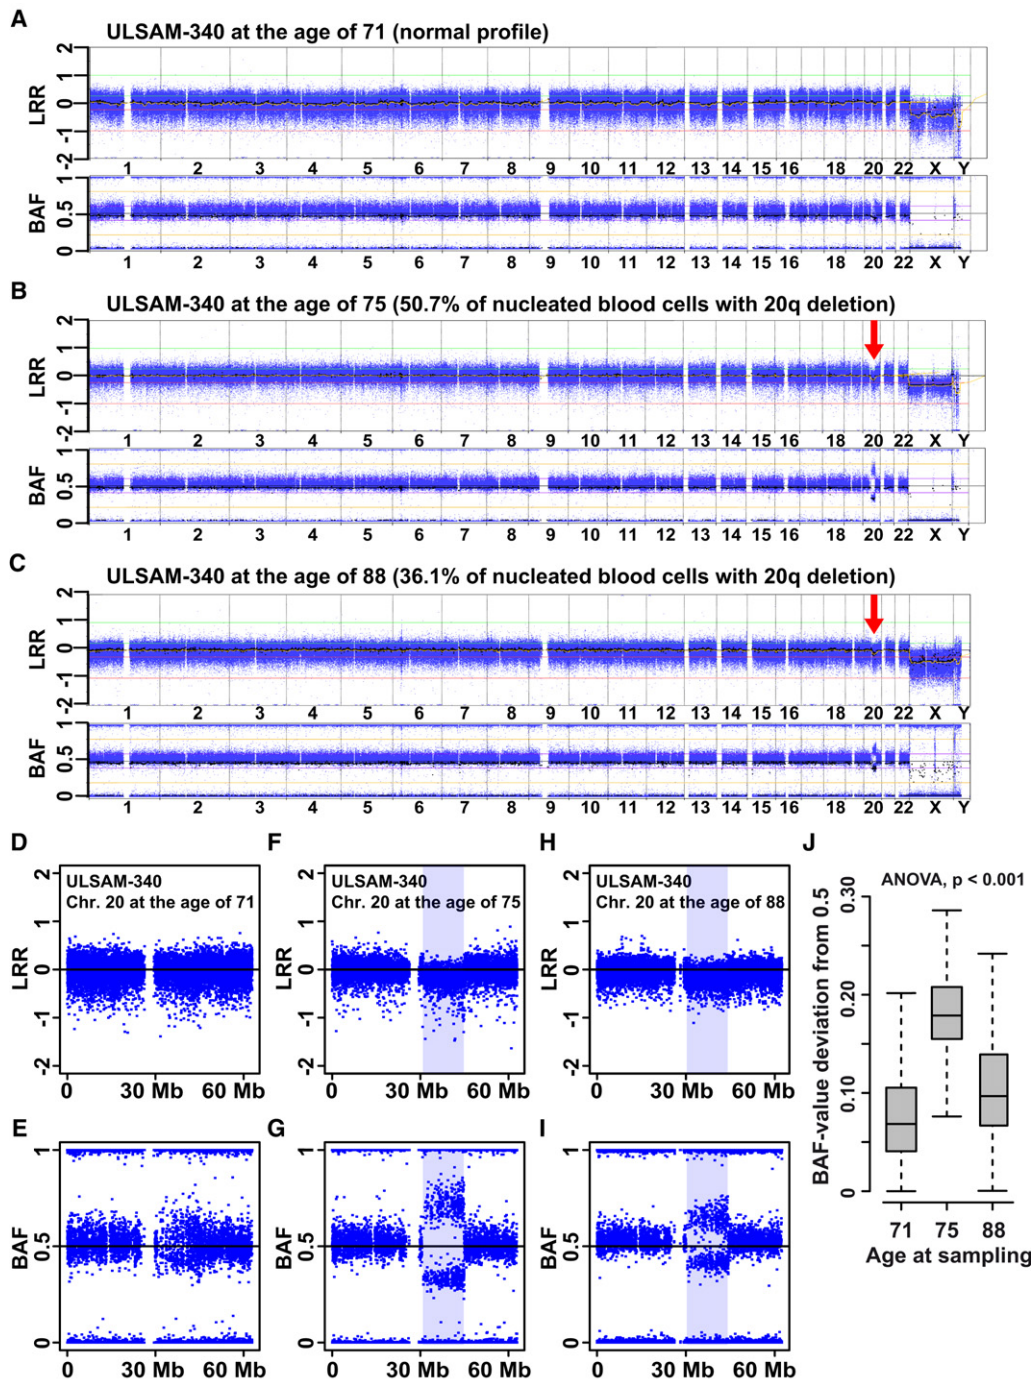 A
ULSAM-340 at the age of 71 (normal profile)
LRR
2
1
0
-1
-2
1 2 3 4 5 6 7 8 9 10 11 12 13 14 15 16 18 20 22 X Y
BAF
1
0.5
0
1 2 3 4 5 6 7 8 9 10 11 12 13 14 15 16 18 20 22 X Y
B
ULSAM-340 at the age of 75 (50.7% of nucleated blood cells with 20q deletion)
LRR
2
1
0
-1
-2
1 2 3 4 5 6 7 8 9 10 11 12 13 14 15 16 18 20 22 X Y
BAF
1
0.5
0
1 2 3 4 5 6 7 8 9 10 11 12 13 14 15 16 18 20 22 X Y
C
ULSAM-340 at the age of 88 (36.1% of nucleated blood cells with 20q deletion)
LRR
2
1
0
-1
-2
1 2 3 4 5 6 7 8 9 10 11 12 13 14 15 16 18 20 22 X Y
BAF
1
0.5
0
1 2 3 4 5 6 7 8 9 10 11 12 13 14 15 16 18 20 22 X Y
D
ULSAM-340
Chr. 20 at the age of 71
LRR
2
1
0
-1
-2
0 30 Mb 60 Mb
F
ULSAM-340
Chr. 20 at the age of 75
LRR
2
1
0
-1
-2
0 30 Mb 60 Mb
H
ULSAM-340
Chr. 20 at the age of 88
LRR
2
1
0
-1
-2
0 30 Mb 60 Mb
E
BAF
1
0.5
0
0 30 Mb 60 Mb
G
BAF
1
0.5
0
0 30 Mb 60 Mb
I
BAF
1
0.5
0
0 30 Mb 60 Mb
J
ANOVA, p < 0.001
BAF-value deviation from 0.5
0.30
0.20
0.10
0
71 75 88
Age at sampling